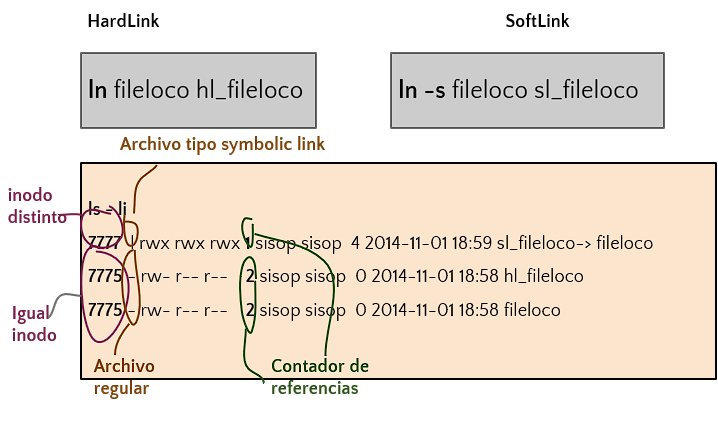 HardLink
SoftLink
ln fileloco hl_fileloco
ln -s fileloco sl_fileloco
Archivo tipo symbolic link
inodo
distinto
ls - li
7777 l rwx rwx rwx 1 sisop sisop 4 2014-11-01 18:59 sl_fileloco-> fileloco
7775 - rw- r-- r-- 2 sisop sisop 0 2014-11-01 18:58 hl_fileloco
7775 - rw- r-- r-- 2 sisop sisop 0 2014-11-01 18:58 fileloco
Igual
inodo
Archivo
regular
Contador de
referencias